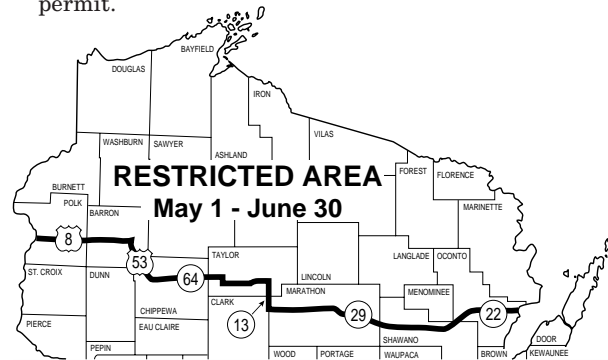 permit.
BAYFIELD
DOUGLAS
IRON
VILAS
WASHBURN SAWYER
ASHLAND
FOREST FLORENCE
RESTRICTED AREA
May 1 - June 30
BURNETT
POLK
BARRON
MARINETTE
8
53
64
TAYLOR
LANGLADE OCONTO
ST. CROIX
DUNN
LINCOLN
MARATHON
MENOMINEE
CLARK
CHIPPEWA
13
29
22
PIERCE
EAU CLAIRE
SHAWANO
DOOR
PEPIN
WOOD
PORTAGE
WAUPACA
BROWN
KEWAUNEE